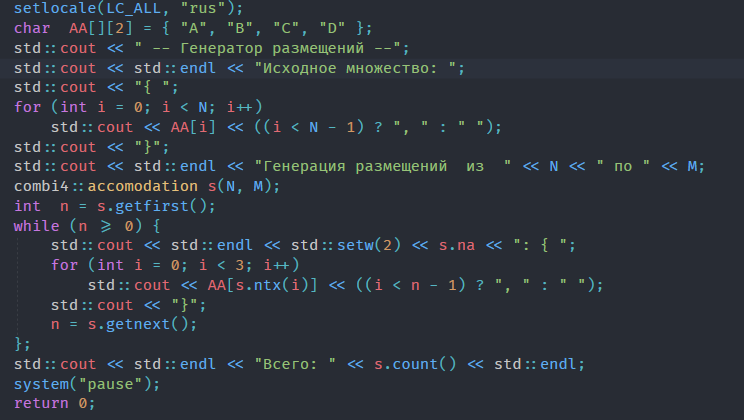 setlocale(LC_ALL, "rus");
char  AA[][2] = { "A", "B", "C", "D" };
std::cout << " -- Генератор размещений --";
std::cout << std::endl << "Исходное множество: ";
std::cout << "{ ";
for (int i = 0; i < N; i++)
    std::cout << AA[i] << ((i < N - 1) ? ", " : " ");
std::cout << "}";
std::cout << std::endl << "Генерация размещений  из  " << N << " по " << M;
combi4::accomodation s(N, M);
int  n = s.getfirst();
while (n >= 0) {
    std::cout << std::endl << std::setw(2) << s.na << ": { ";
    for (int i = 0; i < 3; i++)
        std::cout << AA[s.ntx(i)] << ((i < n - 1) ? ", " : " ");
    std::cout << "}";
    n = s.getnext();
};
std::cout << std::endl << "Всего: " << s.count() << std::endl;
system("pause");
return 0;